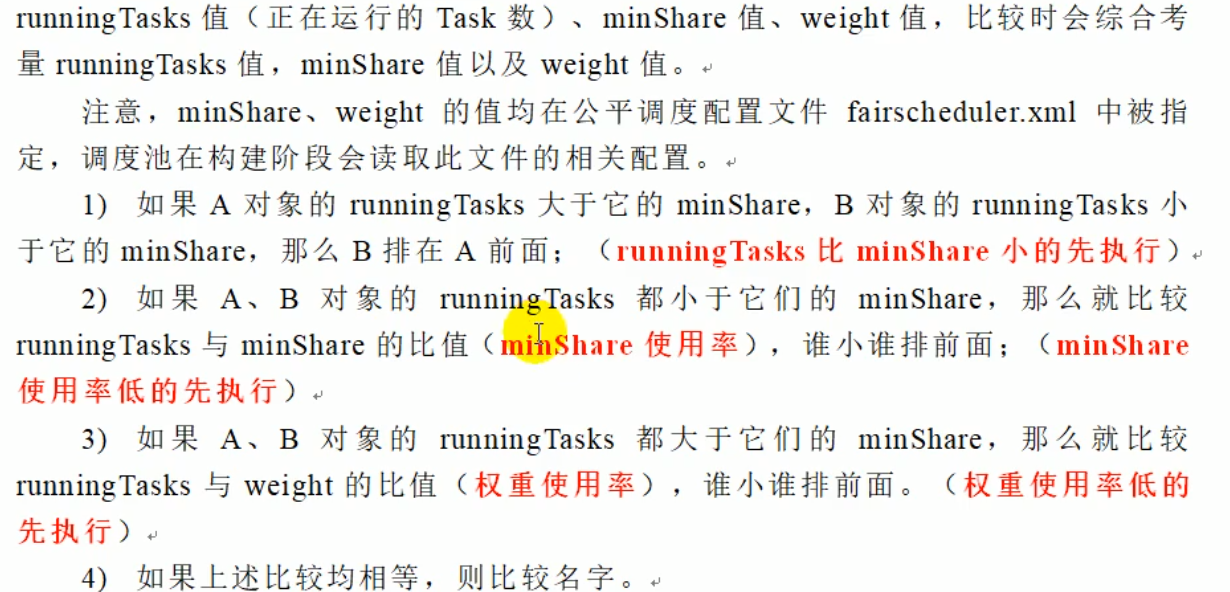 runningTasks 值（正在运行的 Task 数）、minShare 值、weight 值，比较时会综合考
量 runningTasks 值，minShare 值以及 weight 值。
注意，minShare、weight 的值均在公平调度配置文件 fairscheduler.xml 中被指
定，调度池在构建阶段会读取此文件的相关配置。
1) 如果 A 对象的 runningTasks 大于它的 minShare，B 对象的 runningTasks 小
于它的 minShare，那么 B 排在 A 前面；（runningTasks 比 minShare 小的先执行）
2) 如果 A、B 对象的 runningTasks 都小于它们的 minShare，那么就比较
runningTasks 与 minShare 的比值（minShare 使用率），谁小谁排前面；（minShare
使用率低的先执行）
3) 如果 A、B 对象的 runningTasks 都大于它们的 minShare，那么就比较
runningTasks 与 weight 的比值（权重使用率），谁小谁排前面。（权重使用率低的
先执行）
4) 如果上述比较均相等，则比较名字。